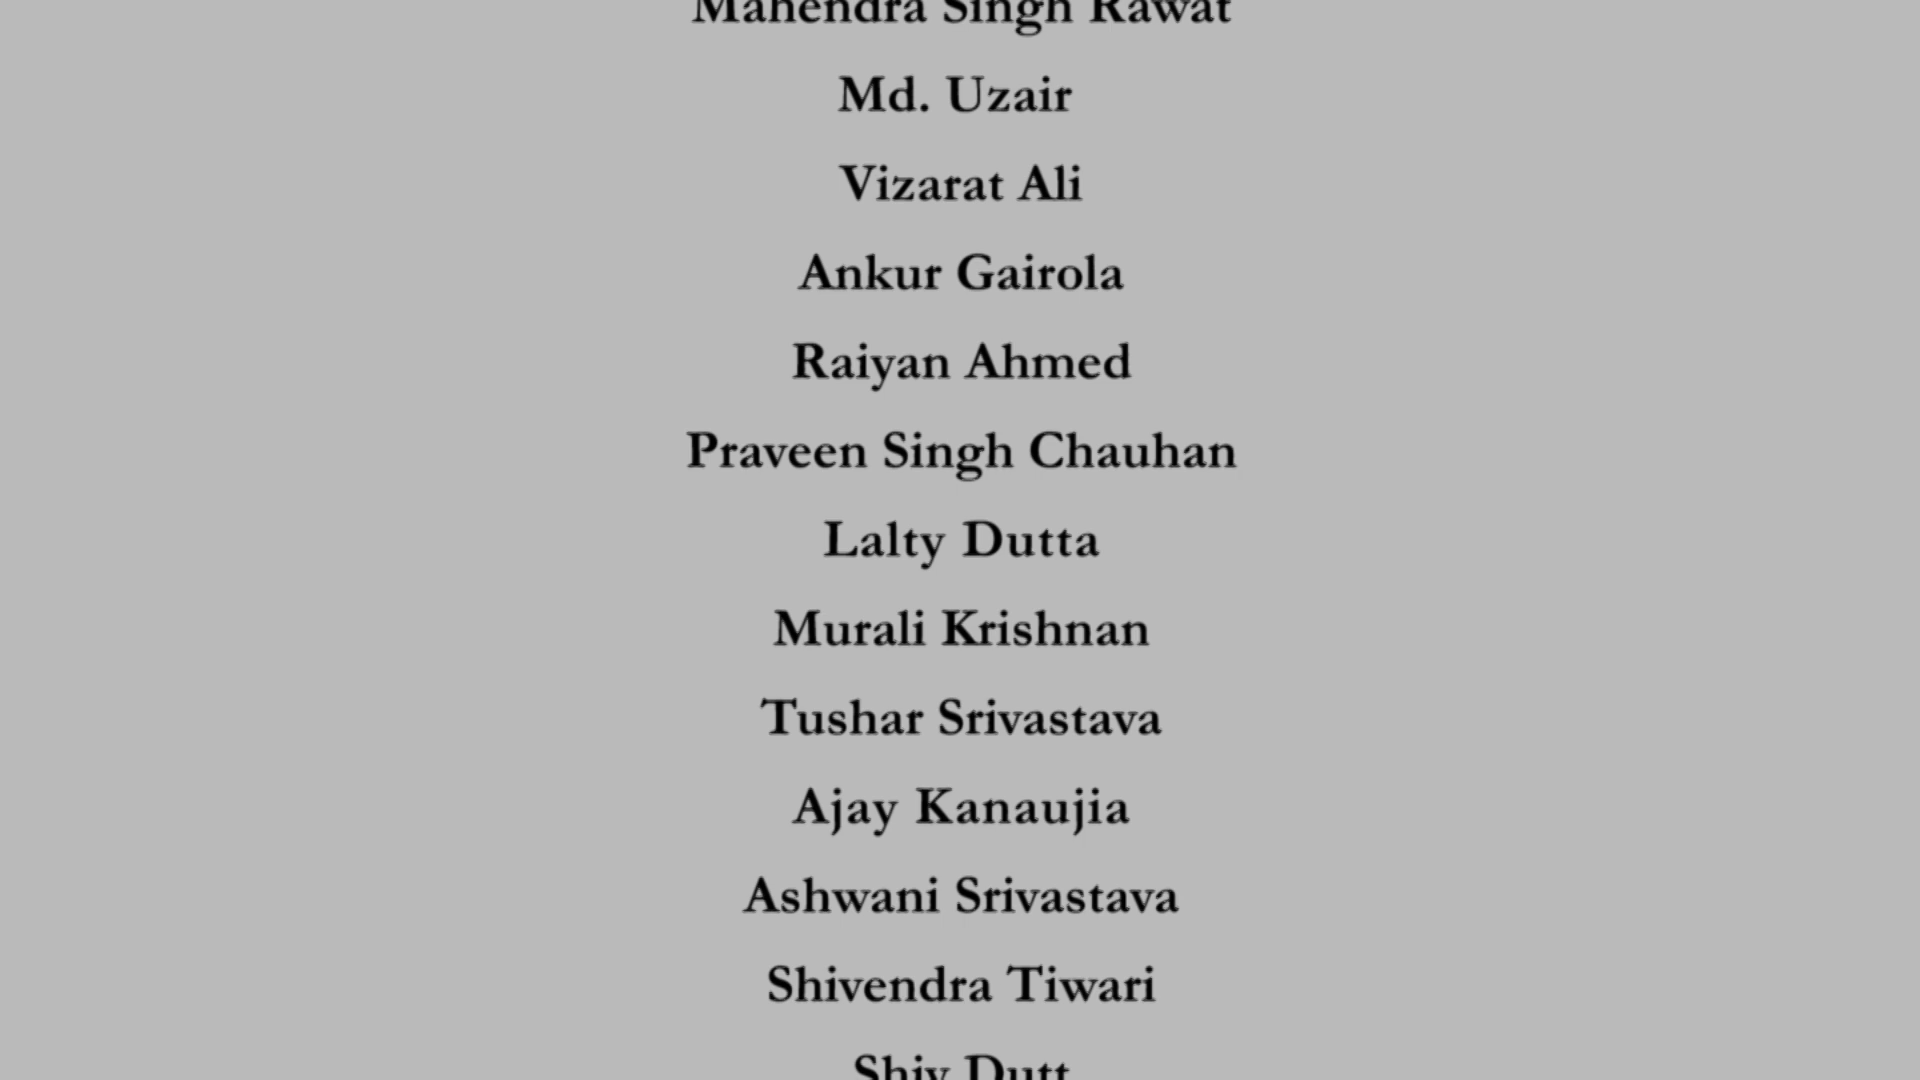 Mahendra Singh Rawat
Md. Uzair
Vizarat Ali
Ankur Gairola
Raiyan Ahmed
Praveen Singh Chauhan
Lalty Dutta
Murali Krishnan
Tushar Srivastava
Ajay Kanaujia
Ashwani Srivastava
Shivendra Tiwari
Shiv Dutt